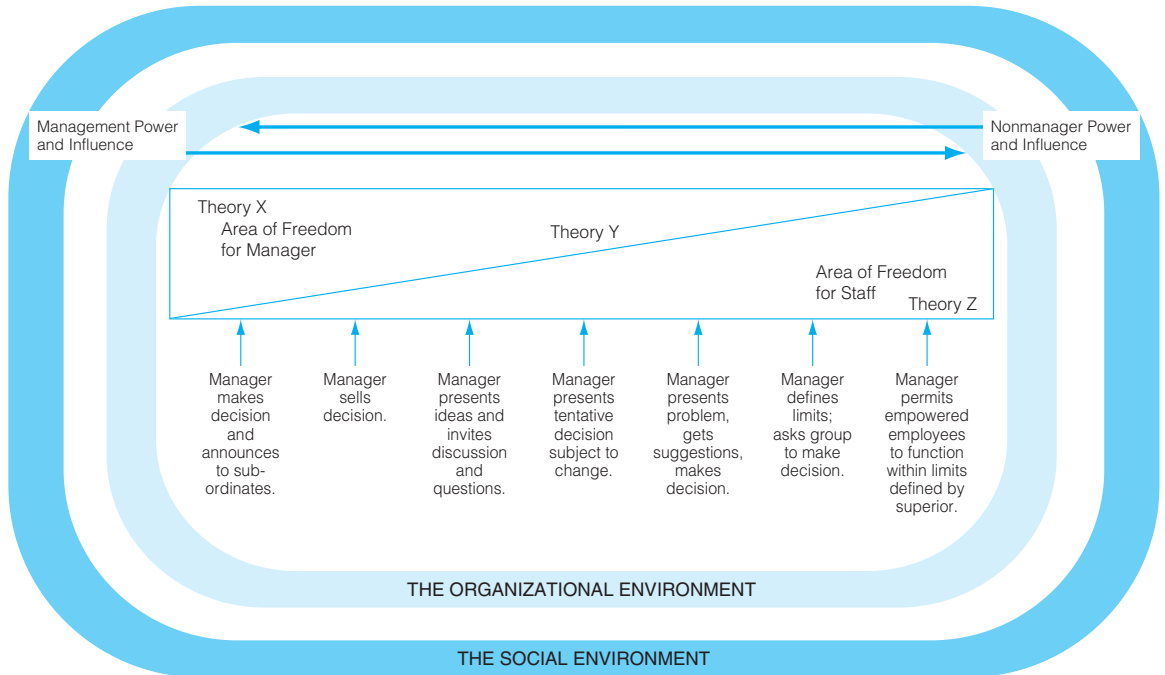 Management Power
and Influence
Nonmanager Power
and Influence
Theory X
Area of Freedom
for Manager
Theory Y
Area of Freedom
for Staff
Theory Z
Manager
makes
decision
and
announces
to sub-
ordinates.
Manager
sells
decision.
Manager
presents
ideas and
invites
discussion
and
questions.
Manager
presents
tentative
decision
subject to
change.
Manager
presents
problem,
gets
suggestions,
makes
decision.
Manager
defines
limits;
asks group
to make
decision.
Manager
permits
empowered
employees
to function
within limits
defined by
superior.
THE ORGANIZATIONAL ENVIRONMENT
THE SOCIAL ENVIRONMENT